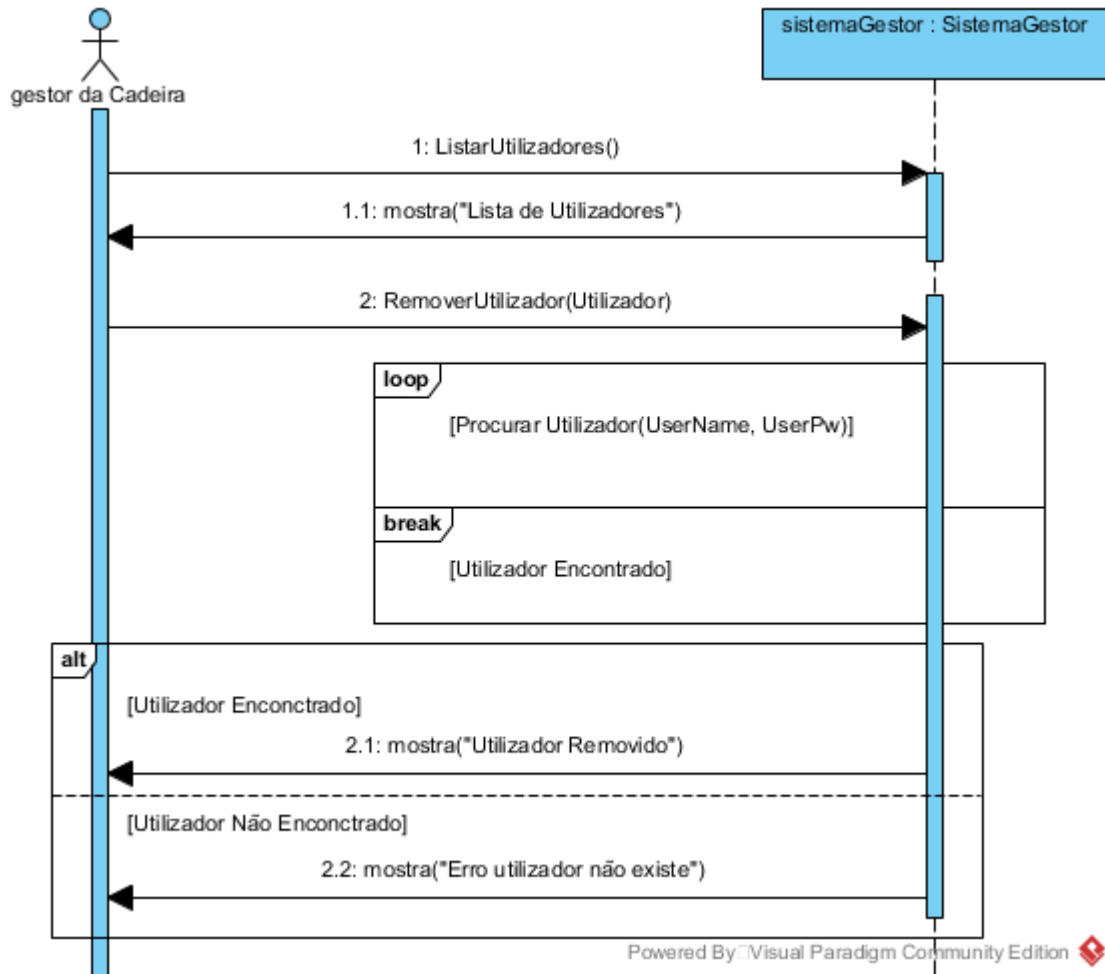 sistemaGestor : SistemaGestor
gestor da Cadeira
1: ListarUtilizadores()
1.1: mostra("Lista de Utilizadores")
2: RemoverUtilizador(Utilizador)
loop
[Procurar Utilizador(UserName, UserPw)]
break
[Utilizador Encontrado]
alt
[Utilizador Enconctrado]
2.1: mostra("Utilizador Removido")
[Utilizador Não Enconctrado]
2.2: mostra("Erro utilizador não existe")
Powered By Visual Paradigm Community Edition